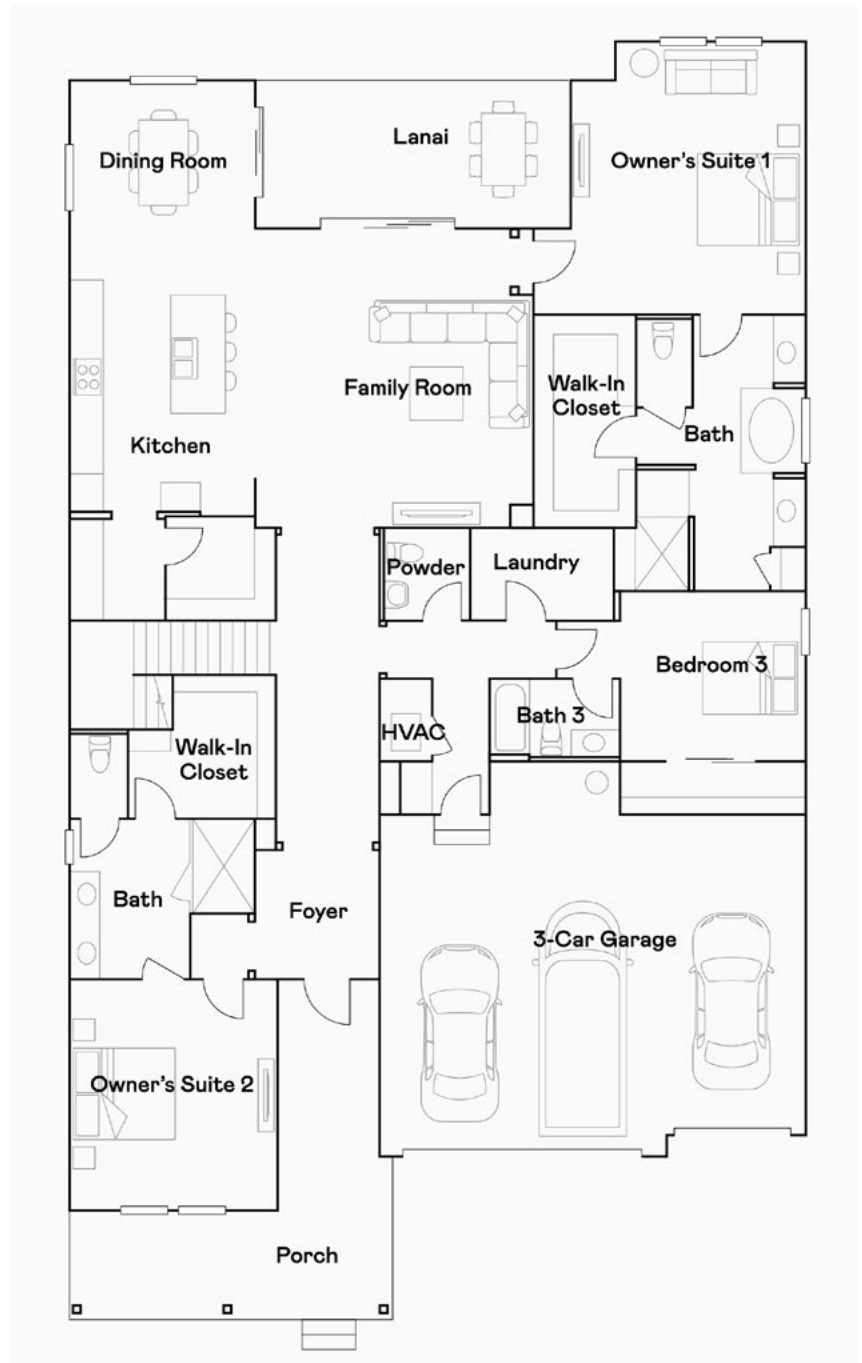 Lanai
Dining Room
Owner's Suite 1
Family Room
Walk-In
Closet
Kitchen
Bath
Powder
Laundry
Bedroom 3
Bath 3
HVAC
Walk-In
Closet
Bath
Foyer
3-Car Garage
Owner's Suite 2
Porch